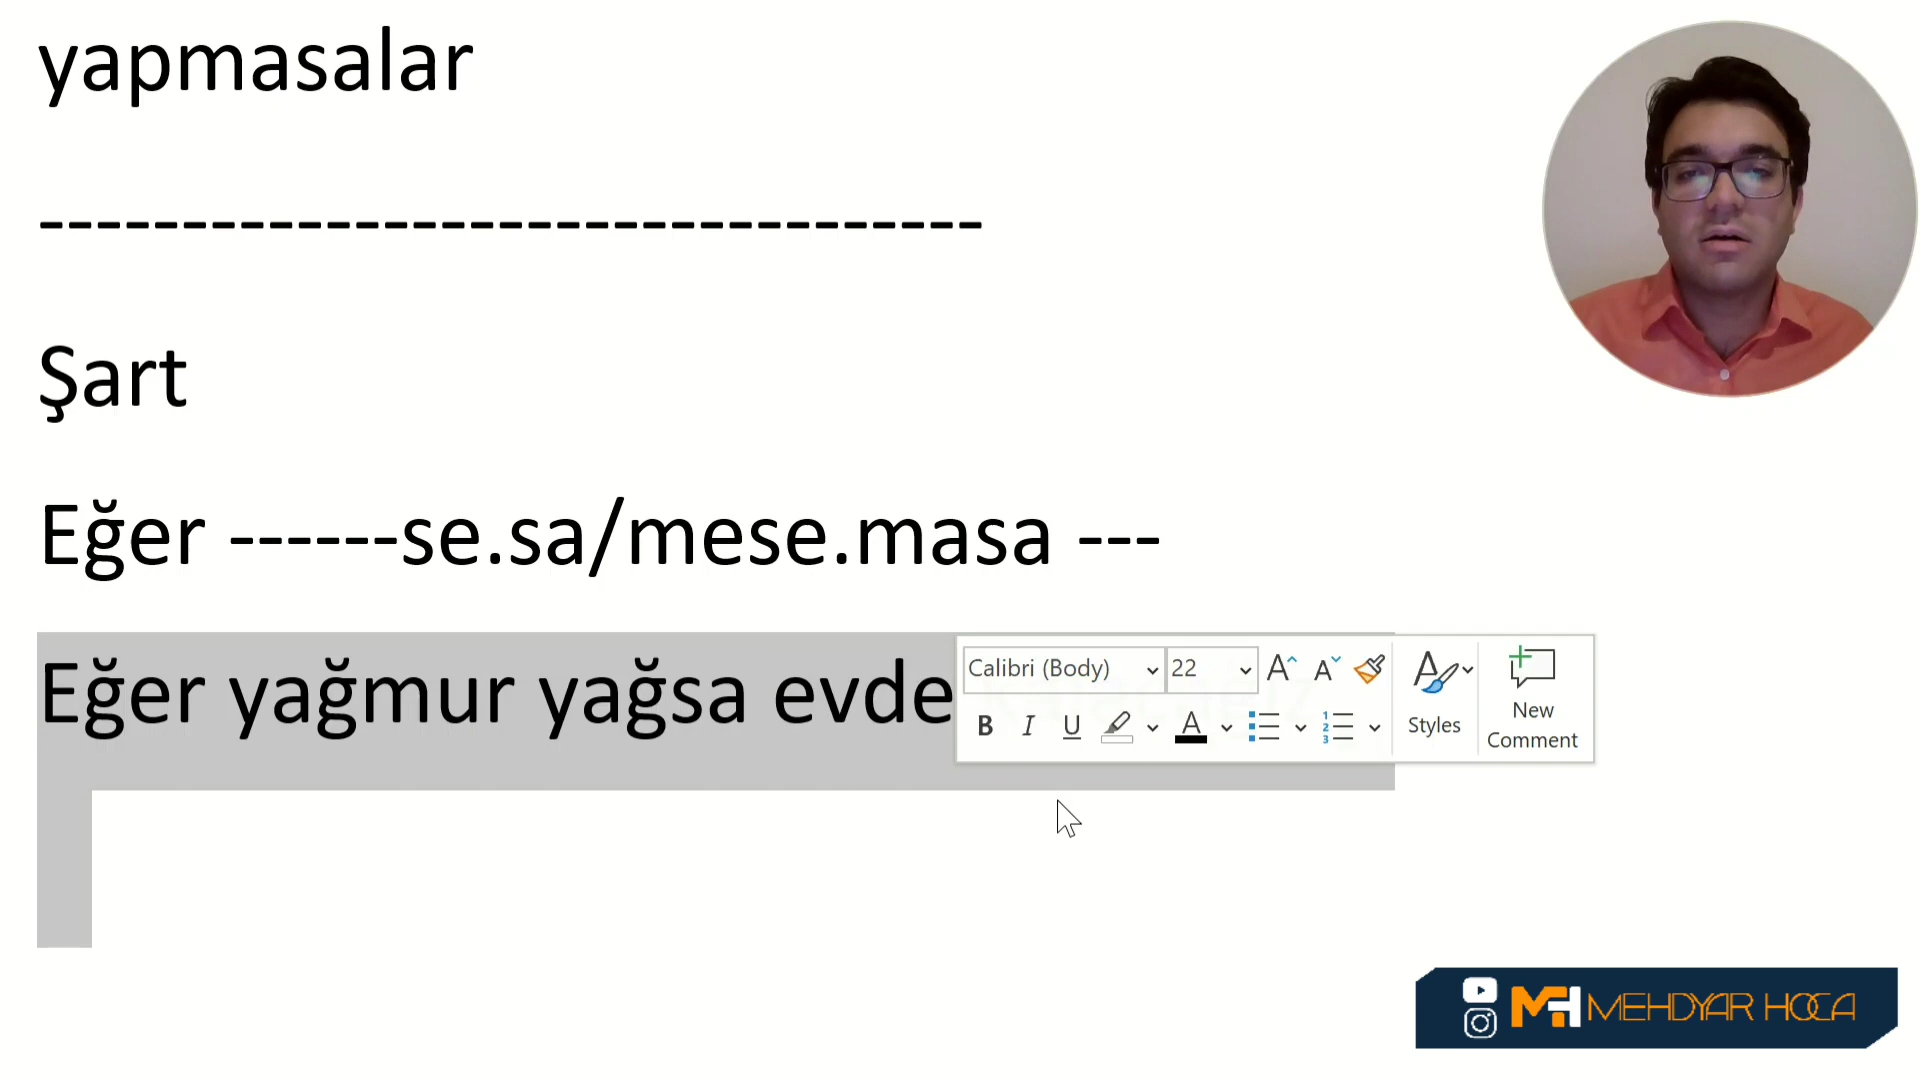 yapmasalar
---------------------------------
Şart
Eğer ------se.sa/mese.masa ---
Eğer yağmur yağsa evde
Calibri (Body) 22
B I U A Styles
New
Comment
MH MEHDYAR HOCA